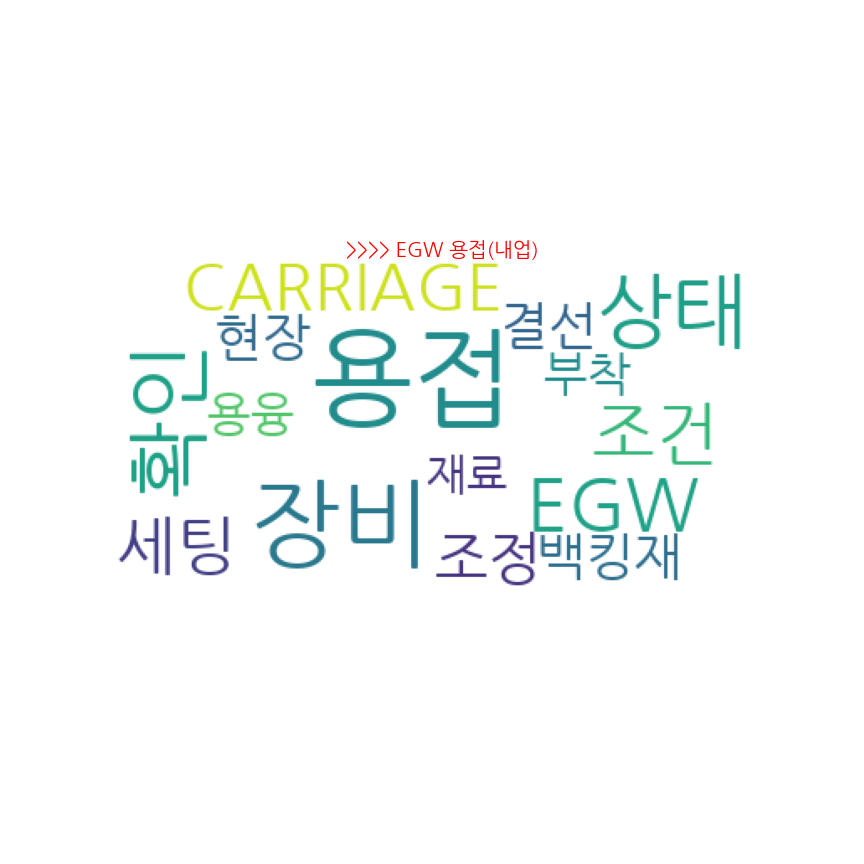 >>>> EGW 용접(내업)
CARRIAGE
상태
현장
결선
용접
부착
확인
용융
조건
재료
EGW
장비
세팅
조정
백킹재